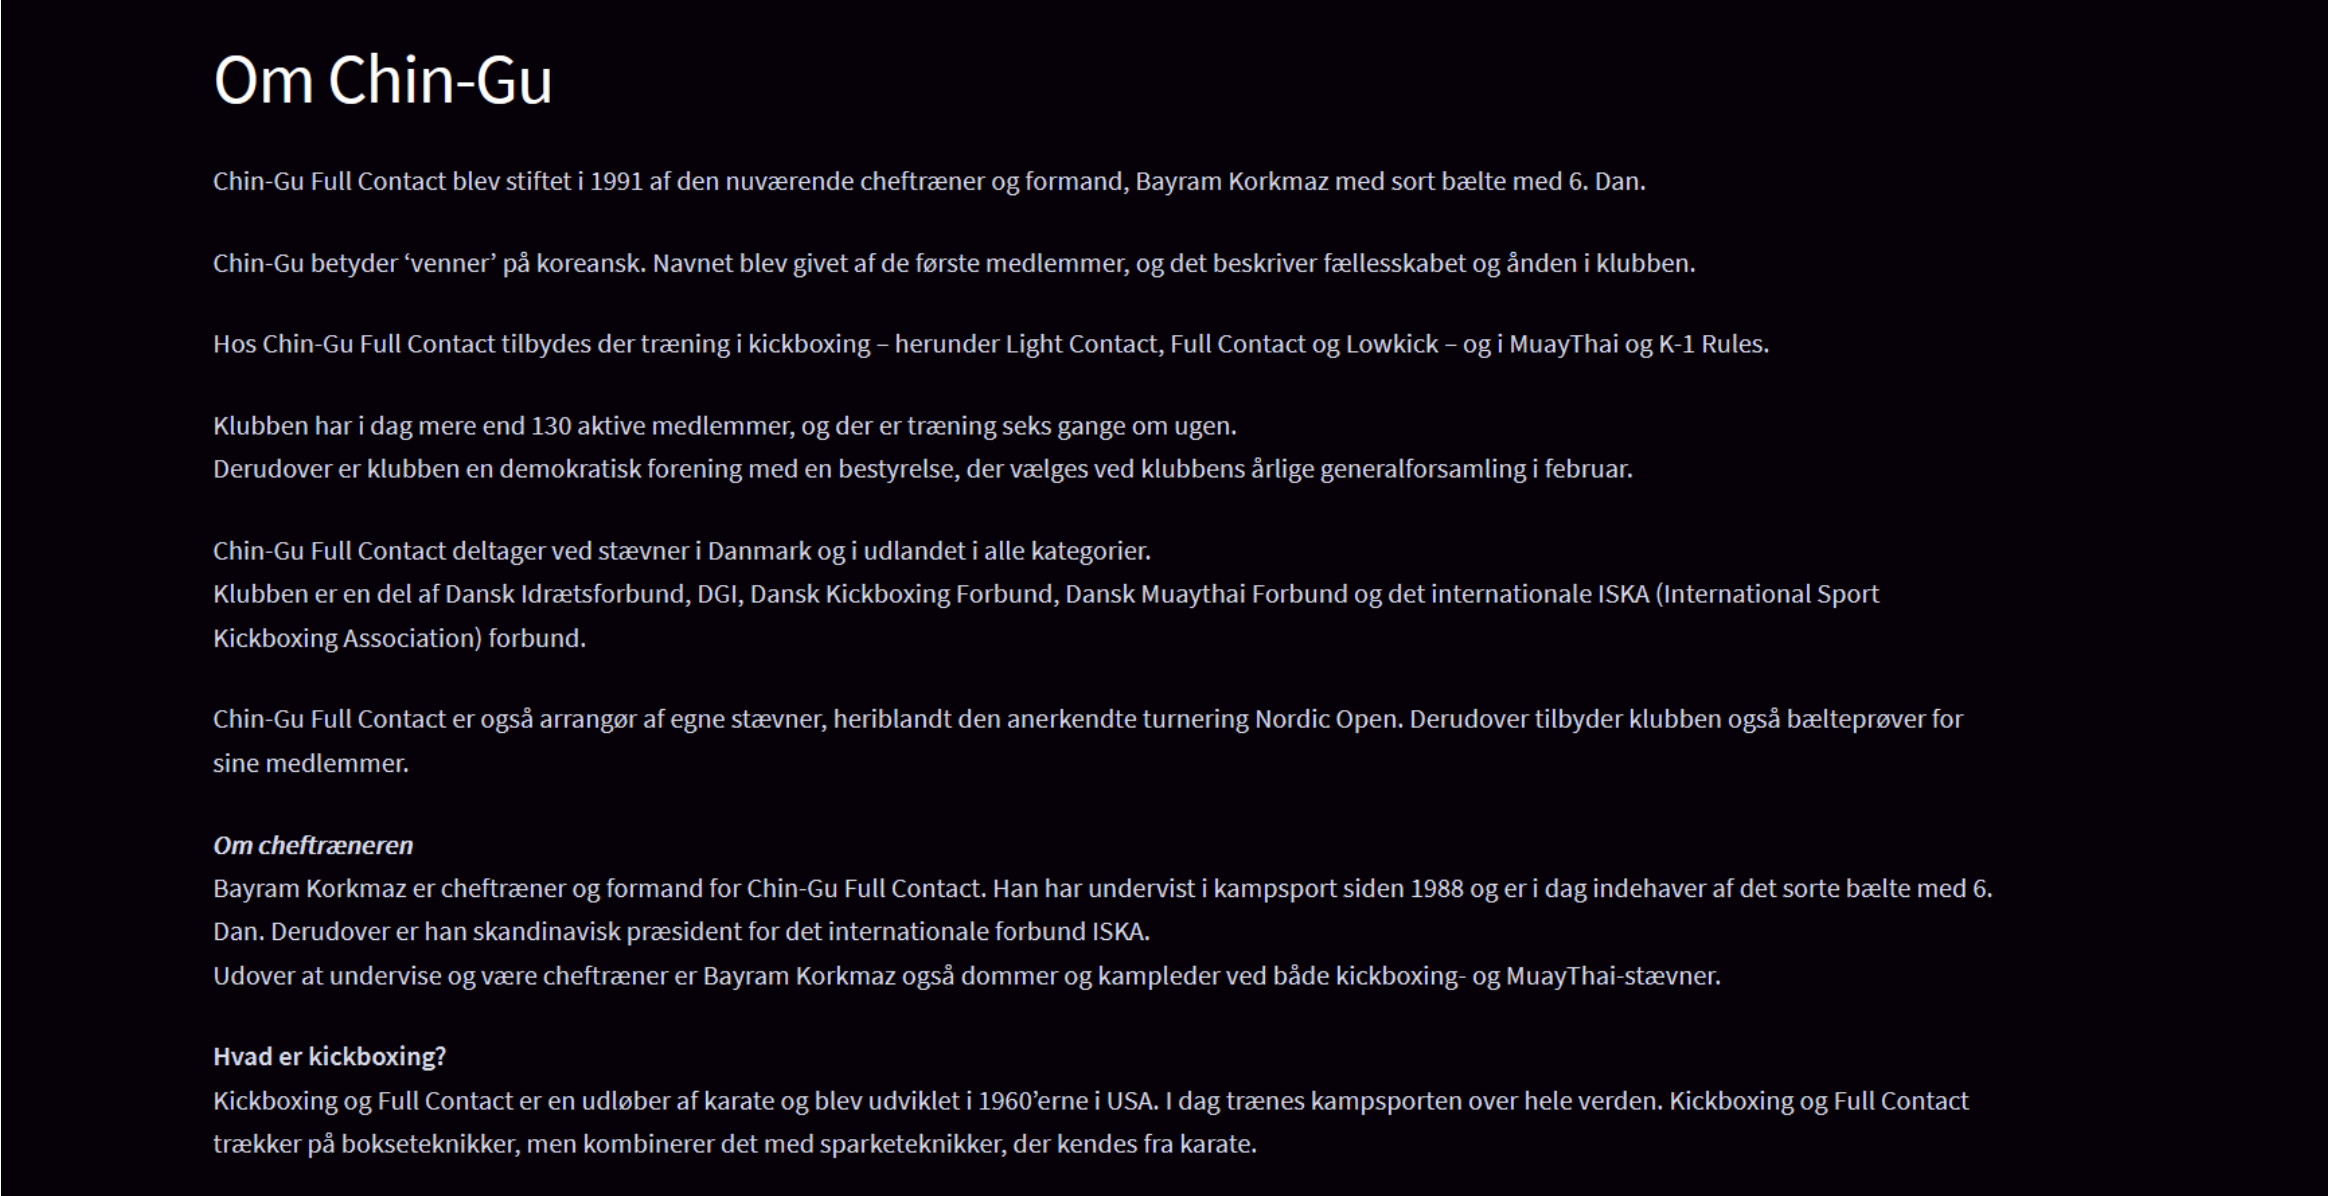 Om Chin-Gu
Chin-Gu Full Contact blev stiftet i 1991 af den nuværende cheftræner og formand, Bayram Korkmaz med sort bælte med 6. Dan.
Chin-Gu betyder ‘venner’ på koreansk. Navnet blev givet af de første medlemmer, og det beskriver fællesskabet og ånden i klubben.
Hos Chin-Gu Full Contact tilbydes der træning i kickboxing – herunder Light Contact, Full Contact og Lowkick – og i MuayThai og K-1 Rules.
Klubben har i dag mere end 130 aktive medlemmer, og der er træning seks gange om ugen.
Derudover er klubben en demokratisk forening med en bestyrelse, der vælges ved klubbens årlige generalforsamling i februar.
Chin-Gu Full Contact deltager ved stævner i Danmark og i udlandet i alle kategorier.
Klubben er en del af Dansk Idrætsforbund, DGI, Dansk Kickboxing Forbund, Dansk Muaythai Forbund og det internationale ISKA (International Sport
Kickboxing Association) forbund.
Chin-Gu Full Contact er også arrangør af egne stævner, heriblandt den anerkendte turnering Nordic Open. Derudover tilbyder klubben også bælteprøver for
sine medlemmer.
Om cheftræneren
Bayram Korkmaz er cheftræner og formand for Chin-Gu Full Contact. Han har undervist i kampsport siden 1988 og er i dag indehaver af det sorte bælte med 6.
Dan. Derudover er han skandinavisk præsident for det internationale forbund ISKA.
Udover at undervise og være cheftræner er Bayram Korkmaz også dommer og kampleder ved både kickboxing- og MuayThai-stævner.
Hvad er kickboxing?
Kickboxing og Full Contact er en udløber af karate og blev udviklet i 1960’erne i USA. I dag trænes kampsporten over hele verden. Kickboxing og Full Contact
trækker på bokseteknikker, men kombinerer det med sparketeknikker, der kendes fra karate.